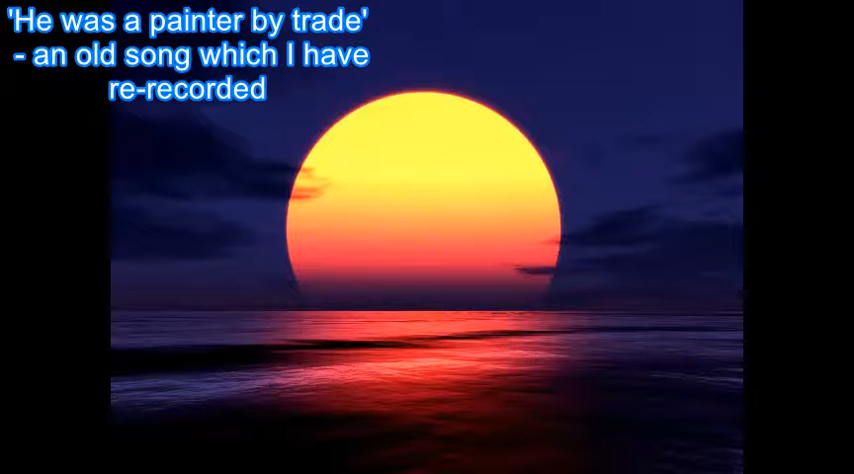 'He was a painter by trade'
- an old song which I have
re-recorded